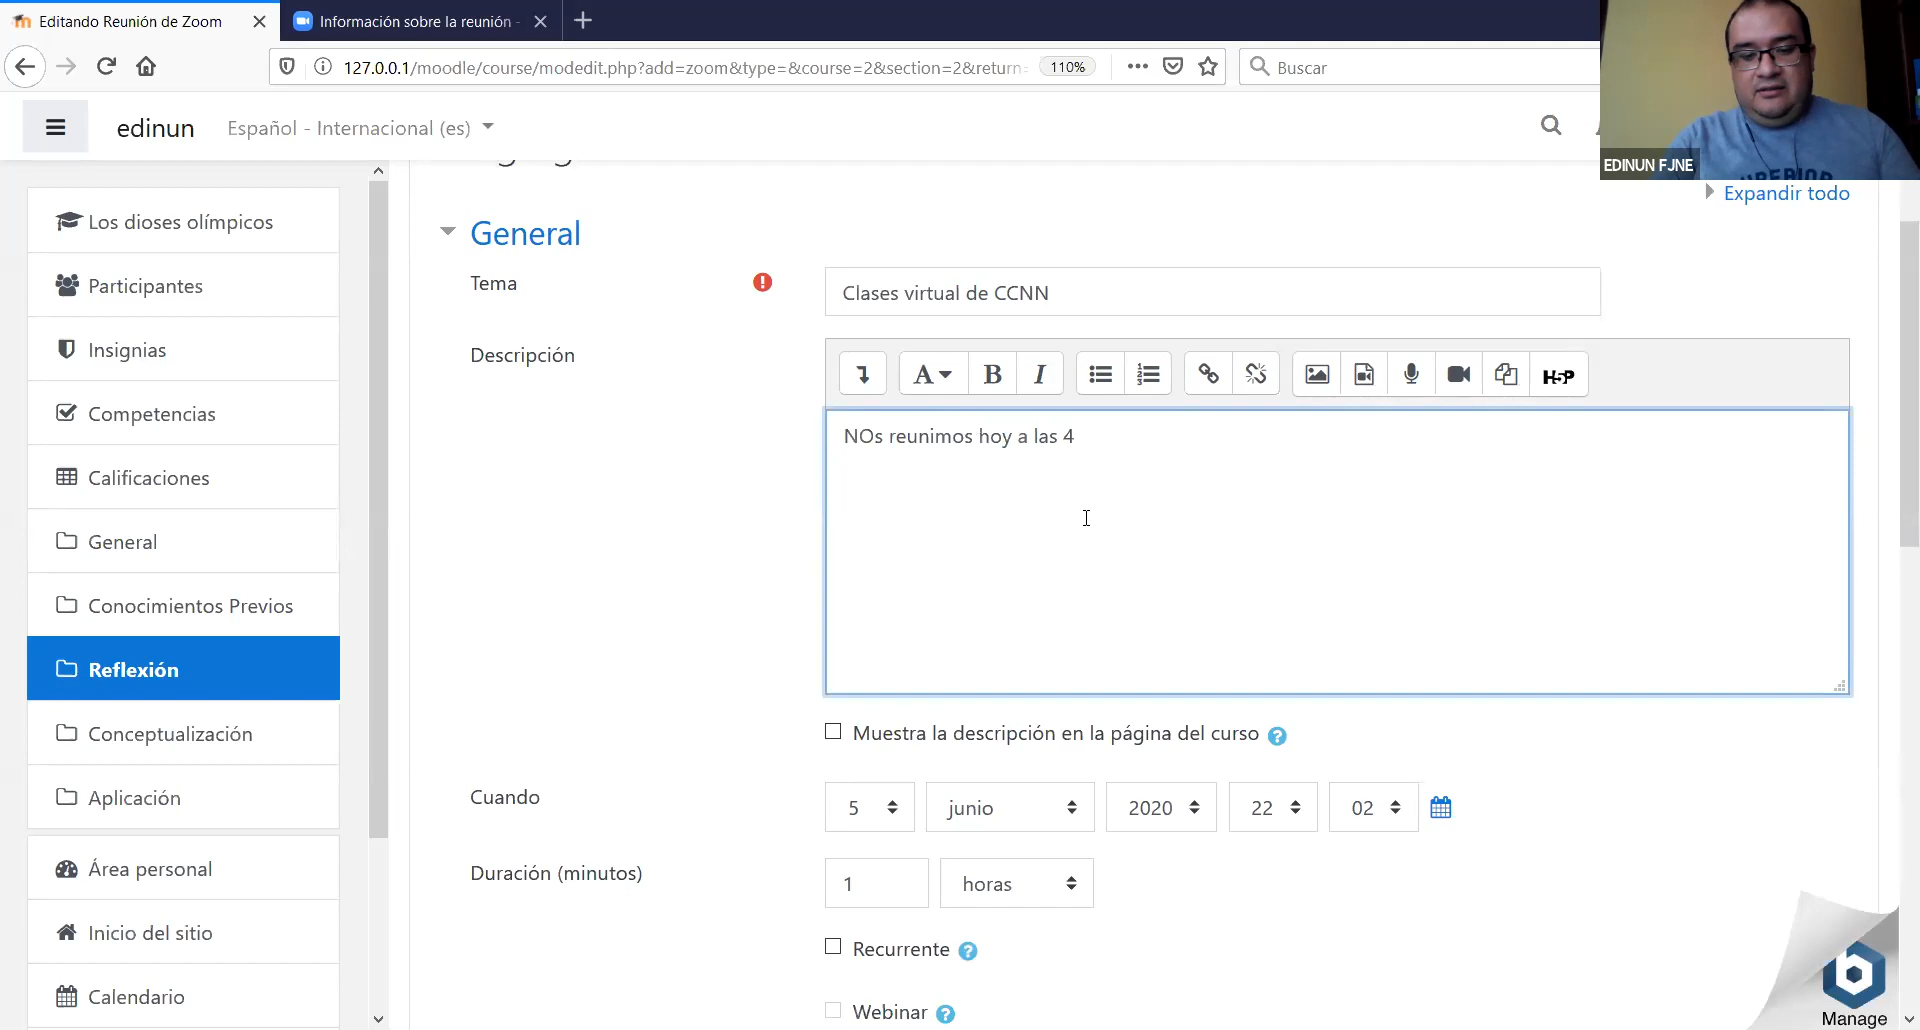 Editando Reunión de Zoom
Información sobre la reunión -
127.0.0.1/moodle/course/modedit.php?add=zoom&type=&course=2&section=2&return=
110%
Buscar
edinun
Español - Internacional (es)
EDINUN FJNE
SUPERIOR
Expandir todo
Los dioses olímpicos
Participantes
Insignias
Competencias
Calificaciones
General
Conocimientos Previos
Reflexión
Conceptualización
Aplicación
Área personal
Inicio del sitio
Calendario
General
Tema
Clases virtual de CCNN
Descripción
A
B
I
H5P
NOs reunimos hoy a las 4
Muestra la descripción en la página del curso
Cuando
5
junio
2020
22
02
Duración (minutos)
1
horas
Recurrente
Webinar
b
Manage